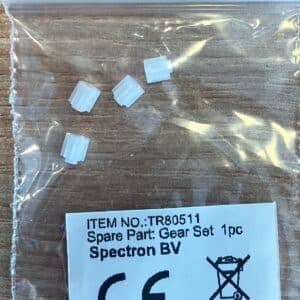 ITEM NO.:TR80511
Spare Part: Gear Set 1pc
Spectron BV
CE